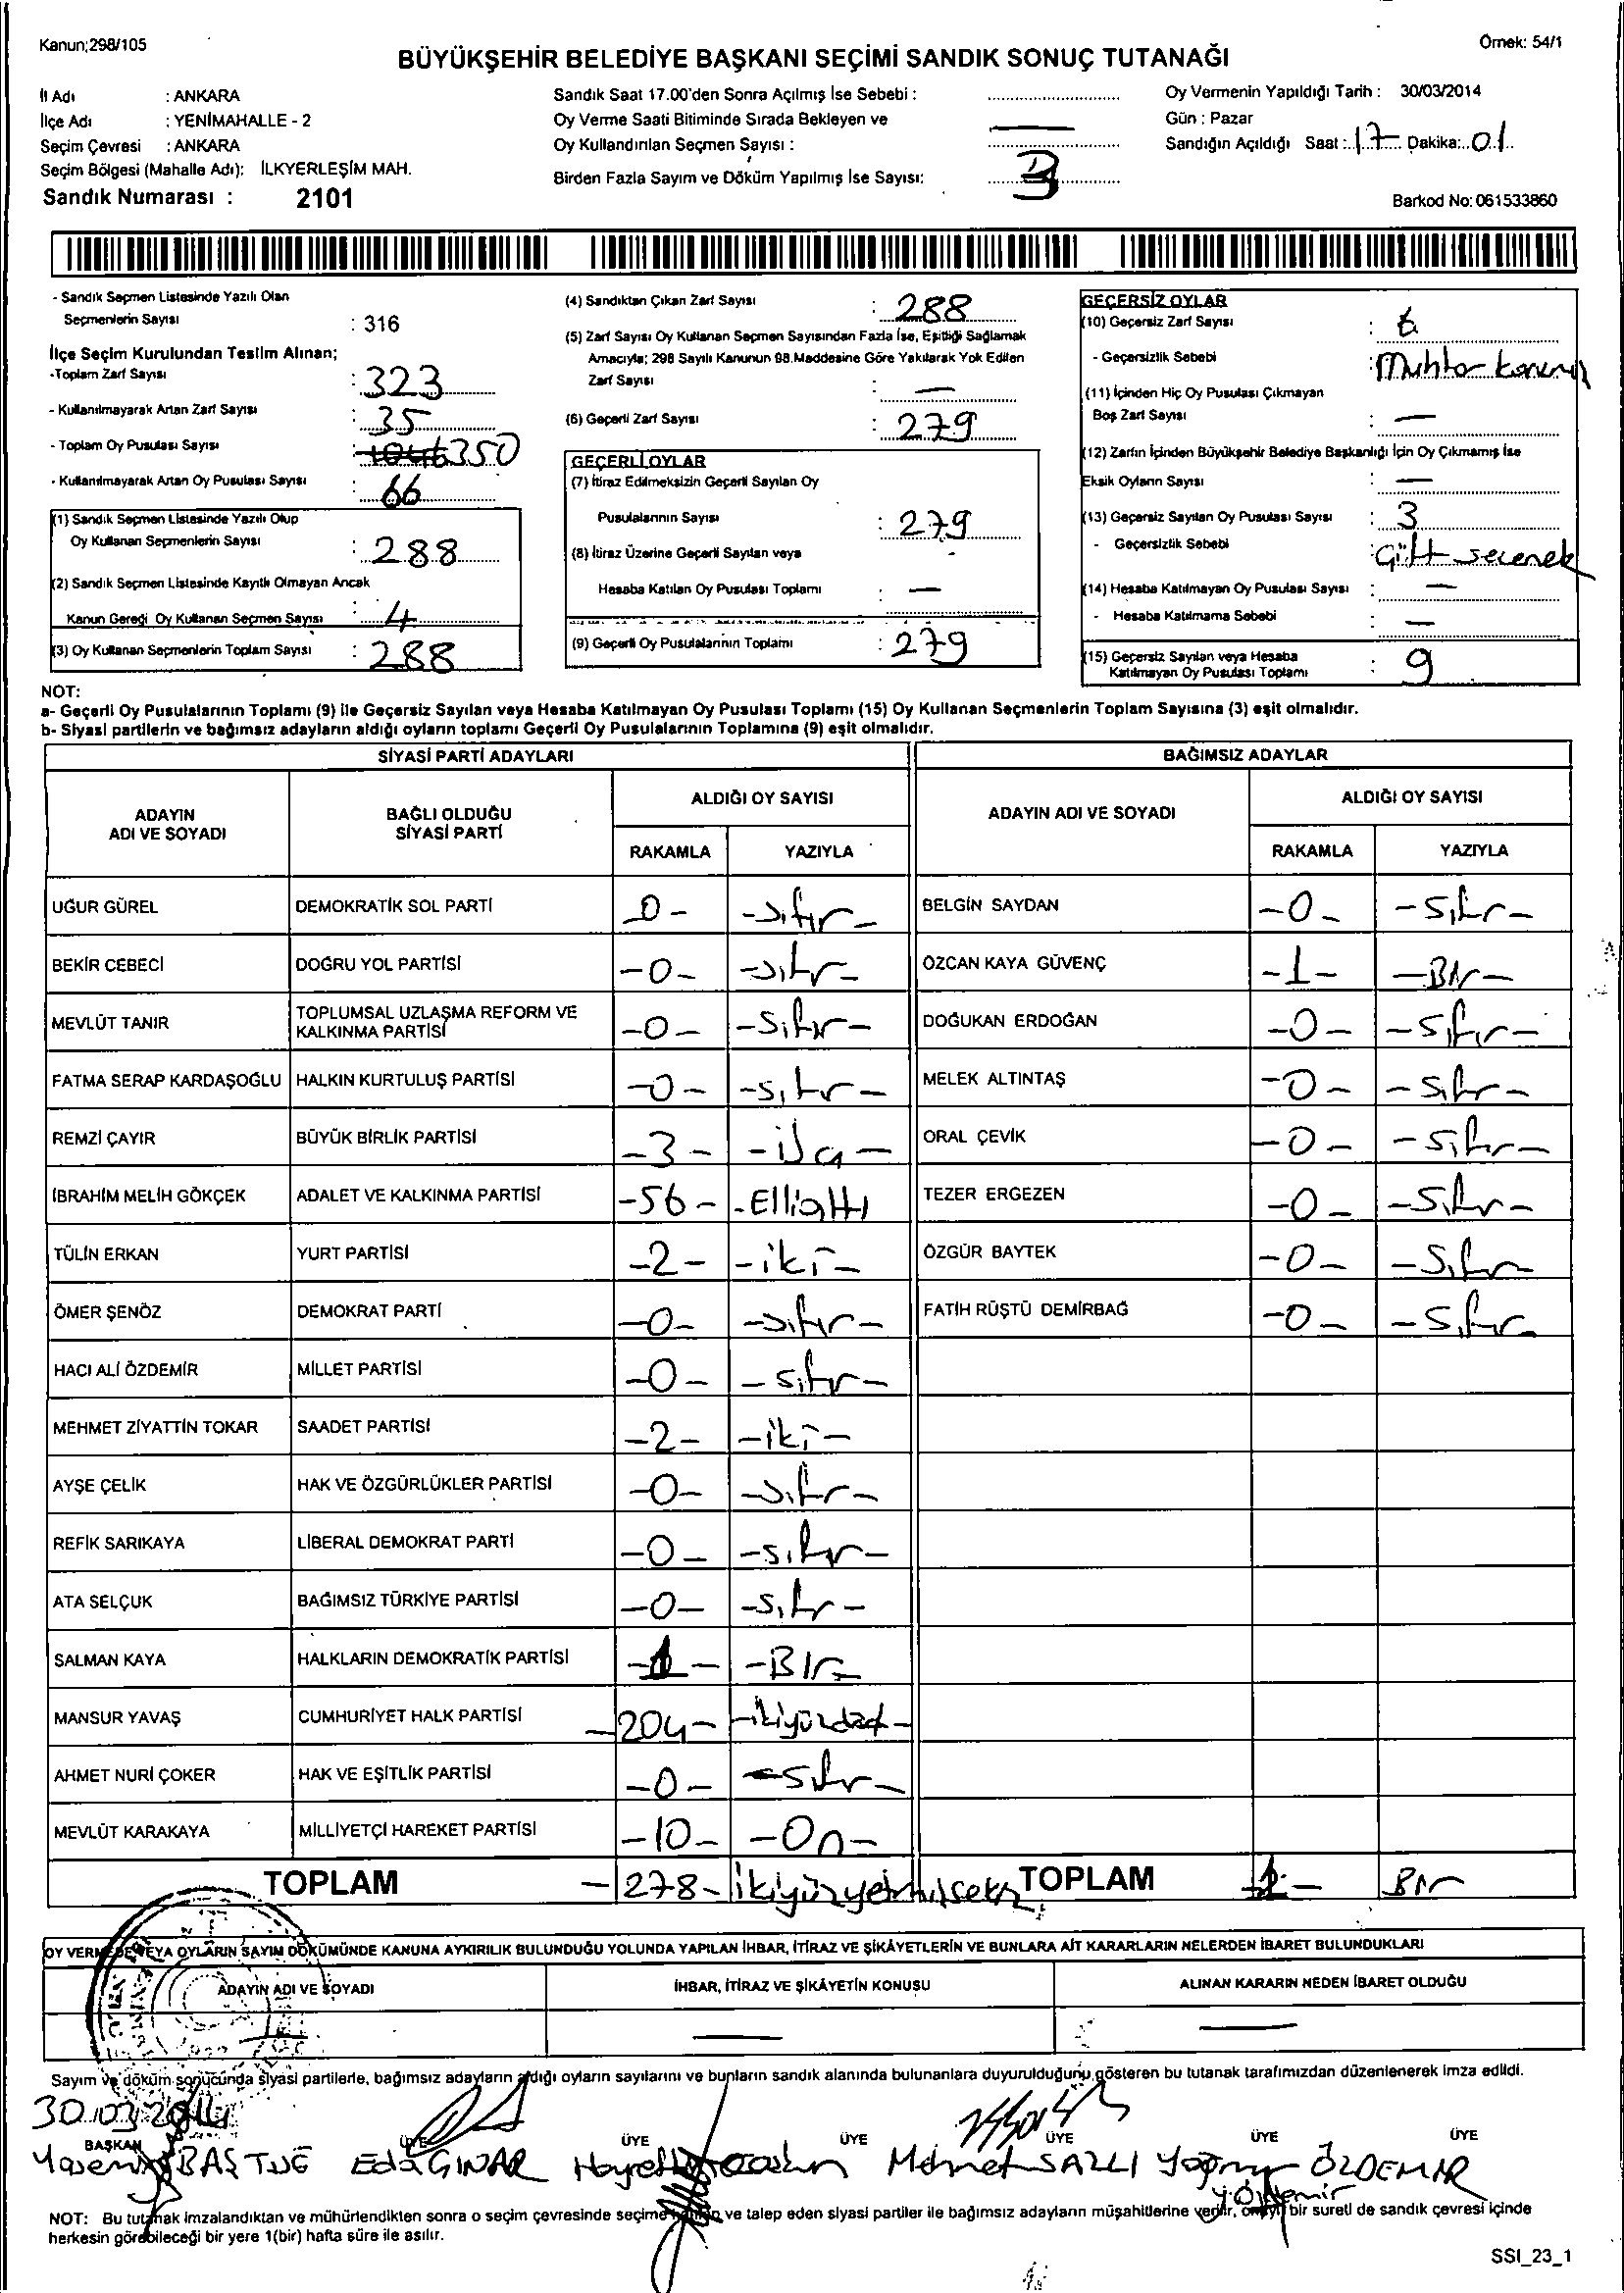 Kanun;298/105
Örnek: 54/1
BÜYÜKŞEHİR BELEDİYE BAŞKANI SEÇİMİ SANDIK SONUÇ TUTANAĞI
İl Adı : ANKARA
İlçe Adı : YENİMAHALLE - 2
Seçim Çevresi : ANKARA
Seçim Bölgesi (Mahalle Adı): İLKYERLEŞİM MAH.
Sandık Numarası : 2101
Sandık Saat 17.00'den Sonra Açılmış İse Sebebi :
Oy Verme Saati Bitiminde Sırada Bekleyen ve
Oy Kullandırılan Seçmen Sayısı : —
Birden Fazla Sayım ve Döküm Yapılmış İse Sayısı: 3
Oy Vermenin Yapıldığı Tarih : 30/03/2014
Gün : Pazar
Sandığın Açıldığı Saat : 17 Dakika: 01
Barkod No: 061533860
- Sandık Seçmen Listesinde Yazılı Olan
Seçmenlerin Sayısı : 316
İlçe Seçim Kurulundan Teslim Alınan;
-Toplam Zarf Sayısı : 323
- Kullanılmayarak Artan Zarf Sayısı : 35
- Toplam Oy Pusulası Sayısı : 350
- Kullanılmayarak Artan Oy Pusulası Sayısı : 66
(1) Sandık Seçmen Listesinde Yazılı Olup
Oy Kullanan Seçmenlerin Sayısı : 288
(2) Sandık Seçmen Listesinde Kayıtlı Olmayan Ancak
Kanun Gereği Oy Kullanan Seçmen Sayısı : 4
(3) Oy Kullanan Seçmenlerin Toplam Sayısı : 288
(4) Sandıktan Çıkan Zarf Sayısı : 288
(5) Zarf Sayısı Oy Kullanan Seçmen Sayısından Fazla İse, Eşitliği Sağlamak
Amacıyla; 298 Sayılı Kanunun 98.Maddesine Göre Yakılarak Yok Edilen
Zarf Sayısı : —
(6) Geçerli Zarf Sayısı : 279
GEÇERLİ OYLAR
(7) İtiraz Edilmeksizin Geçerli Sayılan Oy
Pusulalarının Sayısı : 279
(8) İtiraz Üzerine Geçerli Sayılan veya
Hesaba Katılan Oy Pusulası Toplamı : —
(9) Geçerli Oy Pusulalarının Toplamı : 279
GEÇERSİZ OYLAR
(10) Geçersiz Zarf Sayısı : 6
- Geçersizlik Sebebi : Muhtar
(11) İçinden Hiç Oy Pusulası Çıkmayan
Boş Zarf Sayısı : —
(12) Zarfın İçinden Büyükşehir Belediye Başkanlığı İçin Oy Çıkmamış İse
Eksik Oyların Sayısı : —
(13) Geçersiz Sayılan Oy Pusulası Sayısı : 3
- Geçersizlik Sebebi : Çift secenek
(14) Hesaba Katılmayan Oy Pusulası Sayısı : —
- Hesaba Katılmama Sebebi : —
(15) Geçersiz Sayılan veya Hesaba
Katılmayan Oy Pusulası Toplamı : 9
NOT:
a- Geçerli Oy Pusulalarının Toplamı (9) ile Geçersiz Sayılan veya Hesaba Katılmayan Oy Pusulası Toplamı (15) Oy Kullanan Seçmenlerin Toplam Sayısına (3) eşit olmalıdır.
b- Siyasi partilerin ve bağımsız adayların aldığı oyların toplamı Geçerli Oy Pusulalarının Toplamına (9) eşit olmalıdır.
SİYASİ PARTİ ADAYLARI BAĞIMSIZ ADAYLAR
ADAYIN ADI VE SOYADI BAĞLI OLDUĞU SİYASİ PARTİ ALDIĞI OY SAYISI ADAYIN ADI VE SOYADI ALDIĞI OY SAYISI
RAKAMLA YAZIYLA RAKAMLA YAZIYLA
UĞUR GÜREL DEMOKRATİK SOL PARTİ 0- -sıfır- BELGİN SAYDAN -0- -sıfır-
BEKİR CEBECİ DOĞRU YOL PARTİSİ -0- -sıfır- ÖZCAN KAYA GÜVENÇ -1- -Bir-
MEVLÜT TANIR TOPLUMSAL UZLAŞMA REFORM VE KALKINMA PARTİSİ -0- -sıfır- DOĞUKAN ERDOĞAN -0- -sıfır-
FATMA SERAP KARDAŞOĞLU HALKIN KURTULUŞ PARTİSİ -0- -sıfır- MELEK ALTINTAŞ -0- -sıfır-
REMZİ ÇAYIR BÜYÜK BİRLİK PARTİSİ -3- -üç- ORAL ÇEVİK -0- -sıfır-
İBRAHİM MELİH GÖKÇEK ADALET VE KALKINMA PARTİSİ -56- -Elli altı TEZER ERGEZEN -0- -sıfır-
TÜLİN ERKAN YURT PARTİSİ -2- -iki- ÖZGÜR BAYTEK -0- -sıfır-
ÖMER ŞENÖZ DEMOKRAT PARTİ -0- -sıfır- FATİH RÜŞTÜ DEMİRBAĞ -0- -sıfır-
HACI ALİ ÖZDEMİR MİLLET PARTİSİ -0- -sıfır-
MEHMET ZİYATTİN TOKAR SAADET PARTİSİ -2- -iki-
AYŞE ÇELİK HAK VE ÖZGÜRLÜKLER PARTİSİ -0- -sıfır-
REFİK SARIKAYA LİBERAL DEMOKRAT PARTİ -0- -sıfır-
ATA SELÇUK BAĞIMSIZ TÜRKİYE PARTİSİ -0- -sıfır-
SALMAN KAYA HALKLARIN DEMOKRATİK PARTİSİ -1- -Bir-
MANSUR YAVAŞ CUMHURİYET HALK PARTİSİ -204- -ikiyüzdört-
AHMET NURİ ÇOKER HAK VE EŞİTLİK PARTİSİ -0- -sıfır-
MEVLÜT KARAKAYA MİLLİYETÇİ HAREKET PARTİSİ -10- -On-
TOPLAM -278- ikiyüzyetmişsekiz TOPLAM 1- Bir
OY VERMEDE VEYA OYLARIN SAYIM DÖKÜMÜNDE KANUNA AYKIRILIK BULUNDUĞU YOLUNDA YAPILAN İHBAR, İTİRAZ VE ŞİKÂYETLERİN VE BUNLARA AİT KARARLARIN NELERDEN İBARET BULUNDUKLARI
ADAYIN ADI VE SOYADI İHBAR, İTİRAZ VE ŞİKÂYETİN KONUSU ALINAN KARARIN NEDEN İBARET OLDUĞU
— — —
Sayım ve döküm sonucunda siyasi partilerle, bağımsız adayların aldığı oyların sayılarını ve bunların sandık alanında bulunanlara duyurulduğunu gösteren bu tutanak tarafımızdan düzenlenerek imza edildi.
30.03.2014
BAŞKAN ÜYE ÜYE ÜYE ÜYE ÜYE ÜYE
Yasemin BAŞTUĞ Eda ÇINAR Mehmet SAZLI Yağmur ÖZDEMİR
NOT: Bu tutanak imzalandıktan ve mühürlendikten sonra o seçim çevresinde seçime katılan ve talep eden siyasi partiler ile bağımsız adayların müşahitlerine verilir, onaylı bir sureti de sandık çevresi içinde
herkesin görebileceği bir yere 1(bir) hafta süre ile asılır.
SSI_23_1